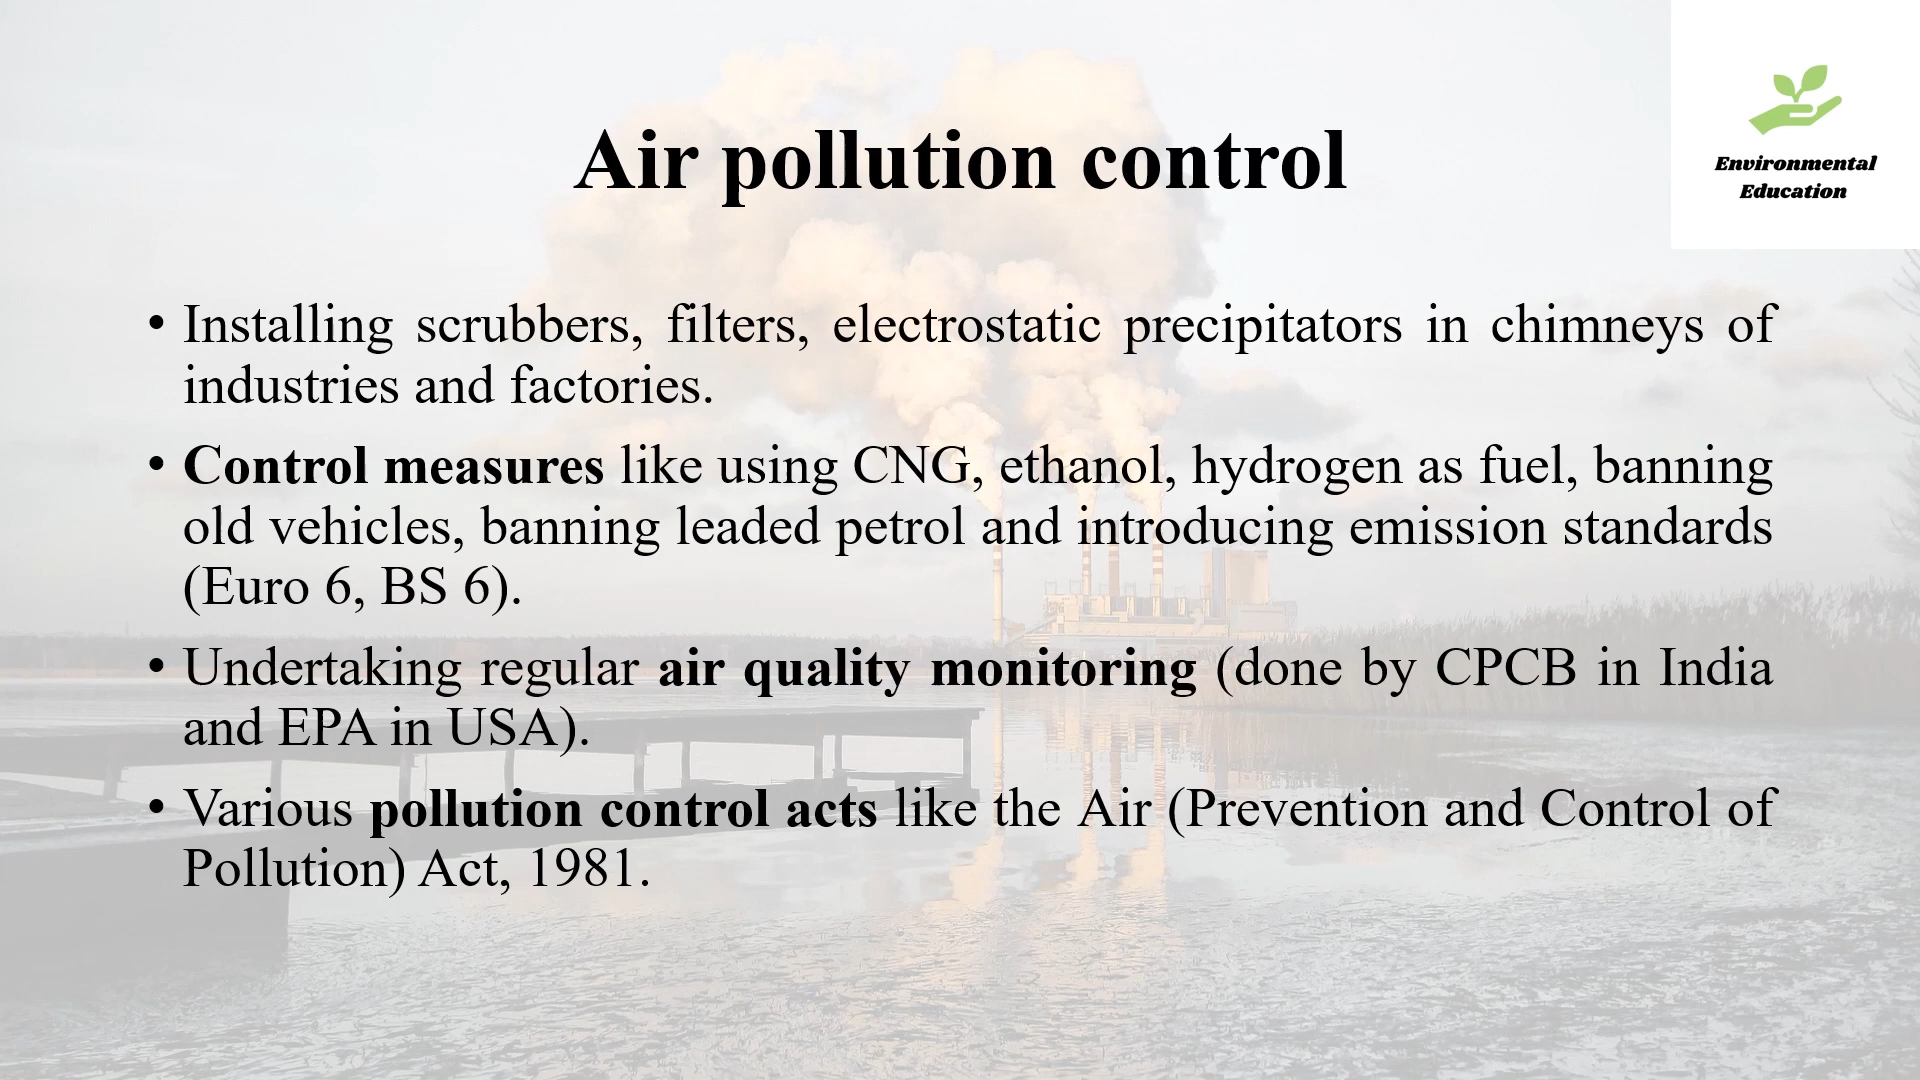 Environmental
Education
Air pollution control
• Installing scrubbers, filters, electrostatic precipitators in chimneys of
industries and factories.
• Control measures like using CNG, ethanol, hydrogen as fuel, banning
old vehicles, banning leaded petrol and introducing emission standards
(Euro 6, BS 6).
• Undertaking regular air quality monitoring (done by CPCB in India
and EPA in USA).
• Various pollution control acts like the Air (Prevention and Control of
Pollution) Act, 1981.